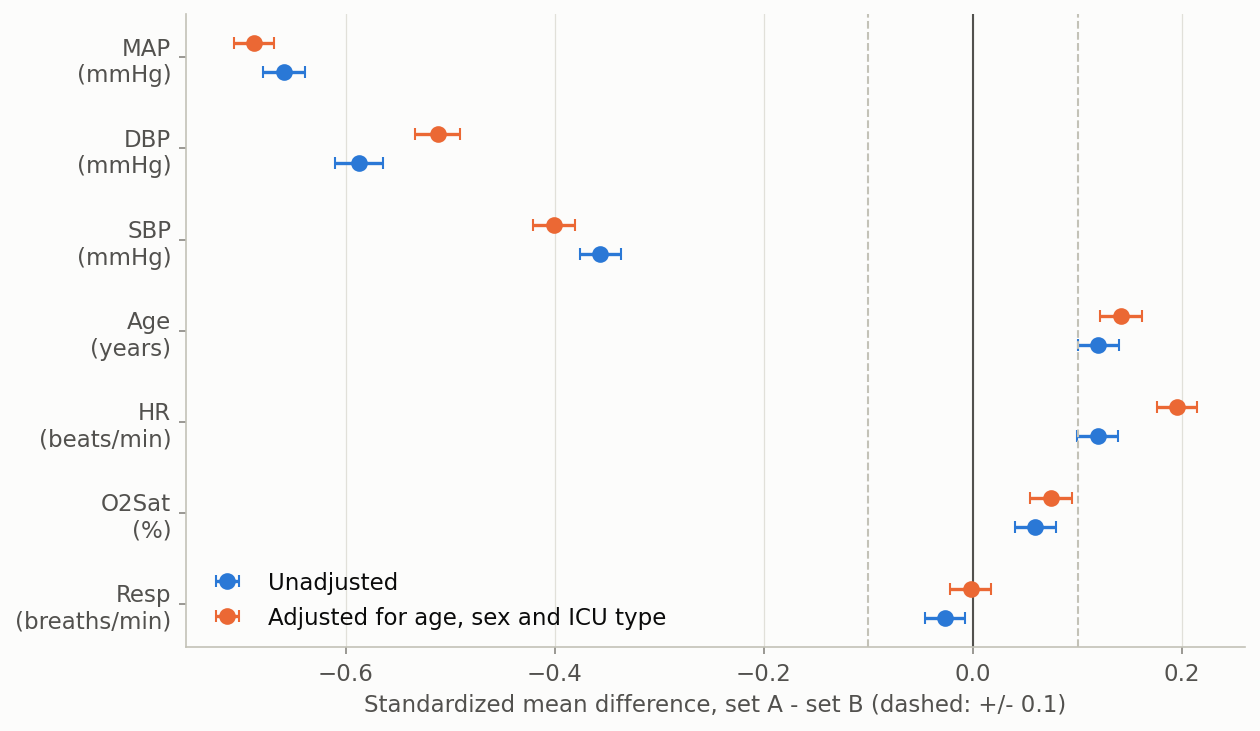 MAP
(mmHg)
DBP
(mmHg)
SBP
(mmHg)
Age
(years)
HR
(beats/min)
O2Sat
(%)
Resp
(breaths/min)
Unadjusted
Adjusted for age, sex and ICU type
−0.6
−0.4
−0.2
0.0
0.2
Standardized mean difference, set A - set B (dashed: +/- 0.1)